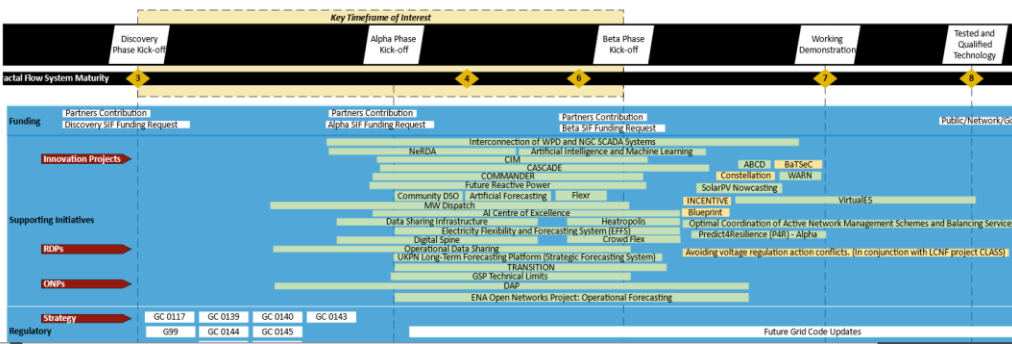 Key Timeframe of Interest
Discovery
Phase Kick-off
Alpha Phase
Kick-off
Beta Phase
Kick-off
Working
Demonstration
Tested and
Qualified
Technology
actal Flow System Maturity
3
4
6
7
8
Funding
Partners Contribution
Discovery SIF Funding Request
Partners Contribution
Alpha SIF Funding Request
Partners Contribution
Beta SIF Funding Request
Public/Network/Go
Supporting Initiatives
Innovation Projects
Interconnection of WPD and NGC SCADA Systems
NeRDA
Artificial Intelligence and Machine Learning
CIM
CASCADE
ABCD
BaTSeC
COMMANDER
Constellation
WARN
Future Reactive Power
SolarPV Nowcasting
Community DSO
Artificial Forecasting
Flexr
INCENTIVE
VirtualES
MW Dispatch
AI Centre of Excellence
Blueprint
Data Sharing Infrastructure
Heatropolis
Optimal Coordination of Active Network Management Schemes and Balancing Service
Electricity Flexibility and Forecasting System (EFFS)
Predict4Resilience (P4R) - Alpha
Digital Spine
Crowd Flex
RDPs
Operational Data Sharing
Avoiding voltage regulation action conflicts. (In conjunction with LCNF project CLASS)
UKPN Long-Term Forecasting Platform (Strategic Forecasting System)
TRANSITION
GSP Technical Limits
ONPs
DAP
ENA Open Networks Project: Operational Forecasting
Regulatory
Strategy
GC 0117
GC 0139
GC 0140
GC 0143
G99
GC 0144
GC 0145
Future Grid Code Updates